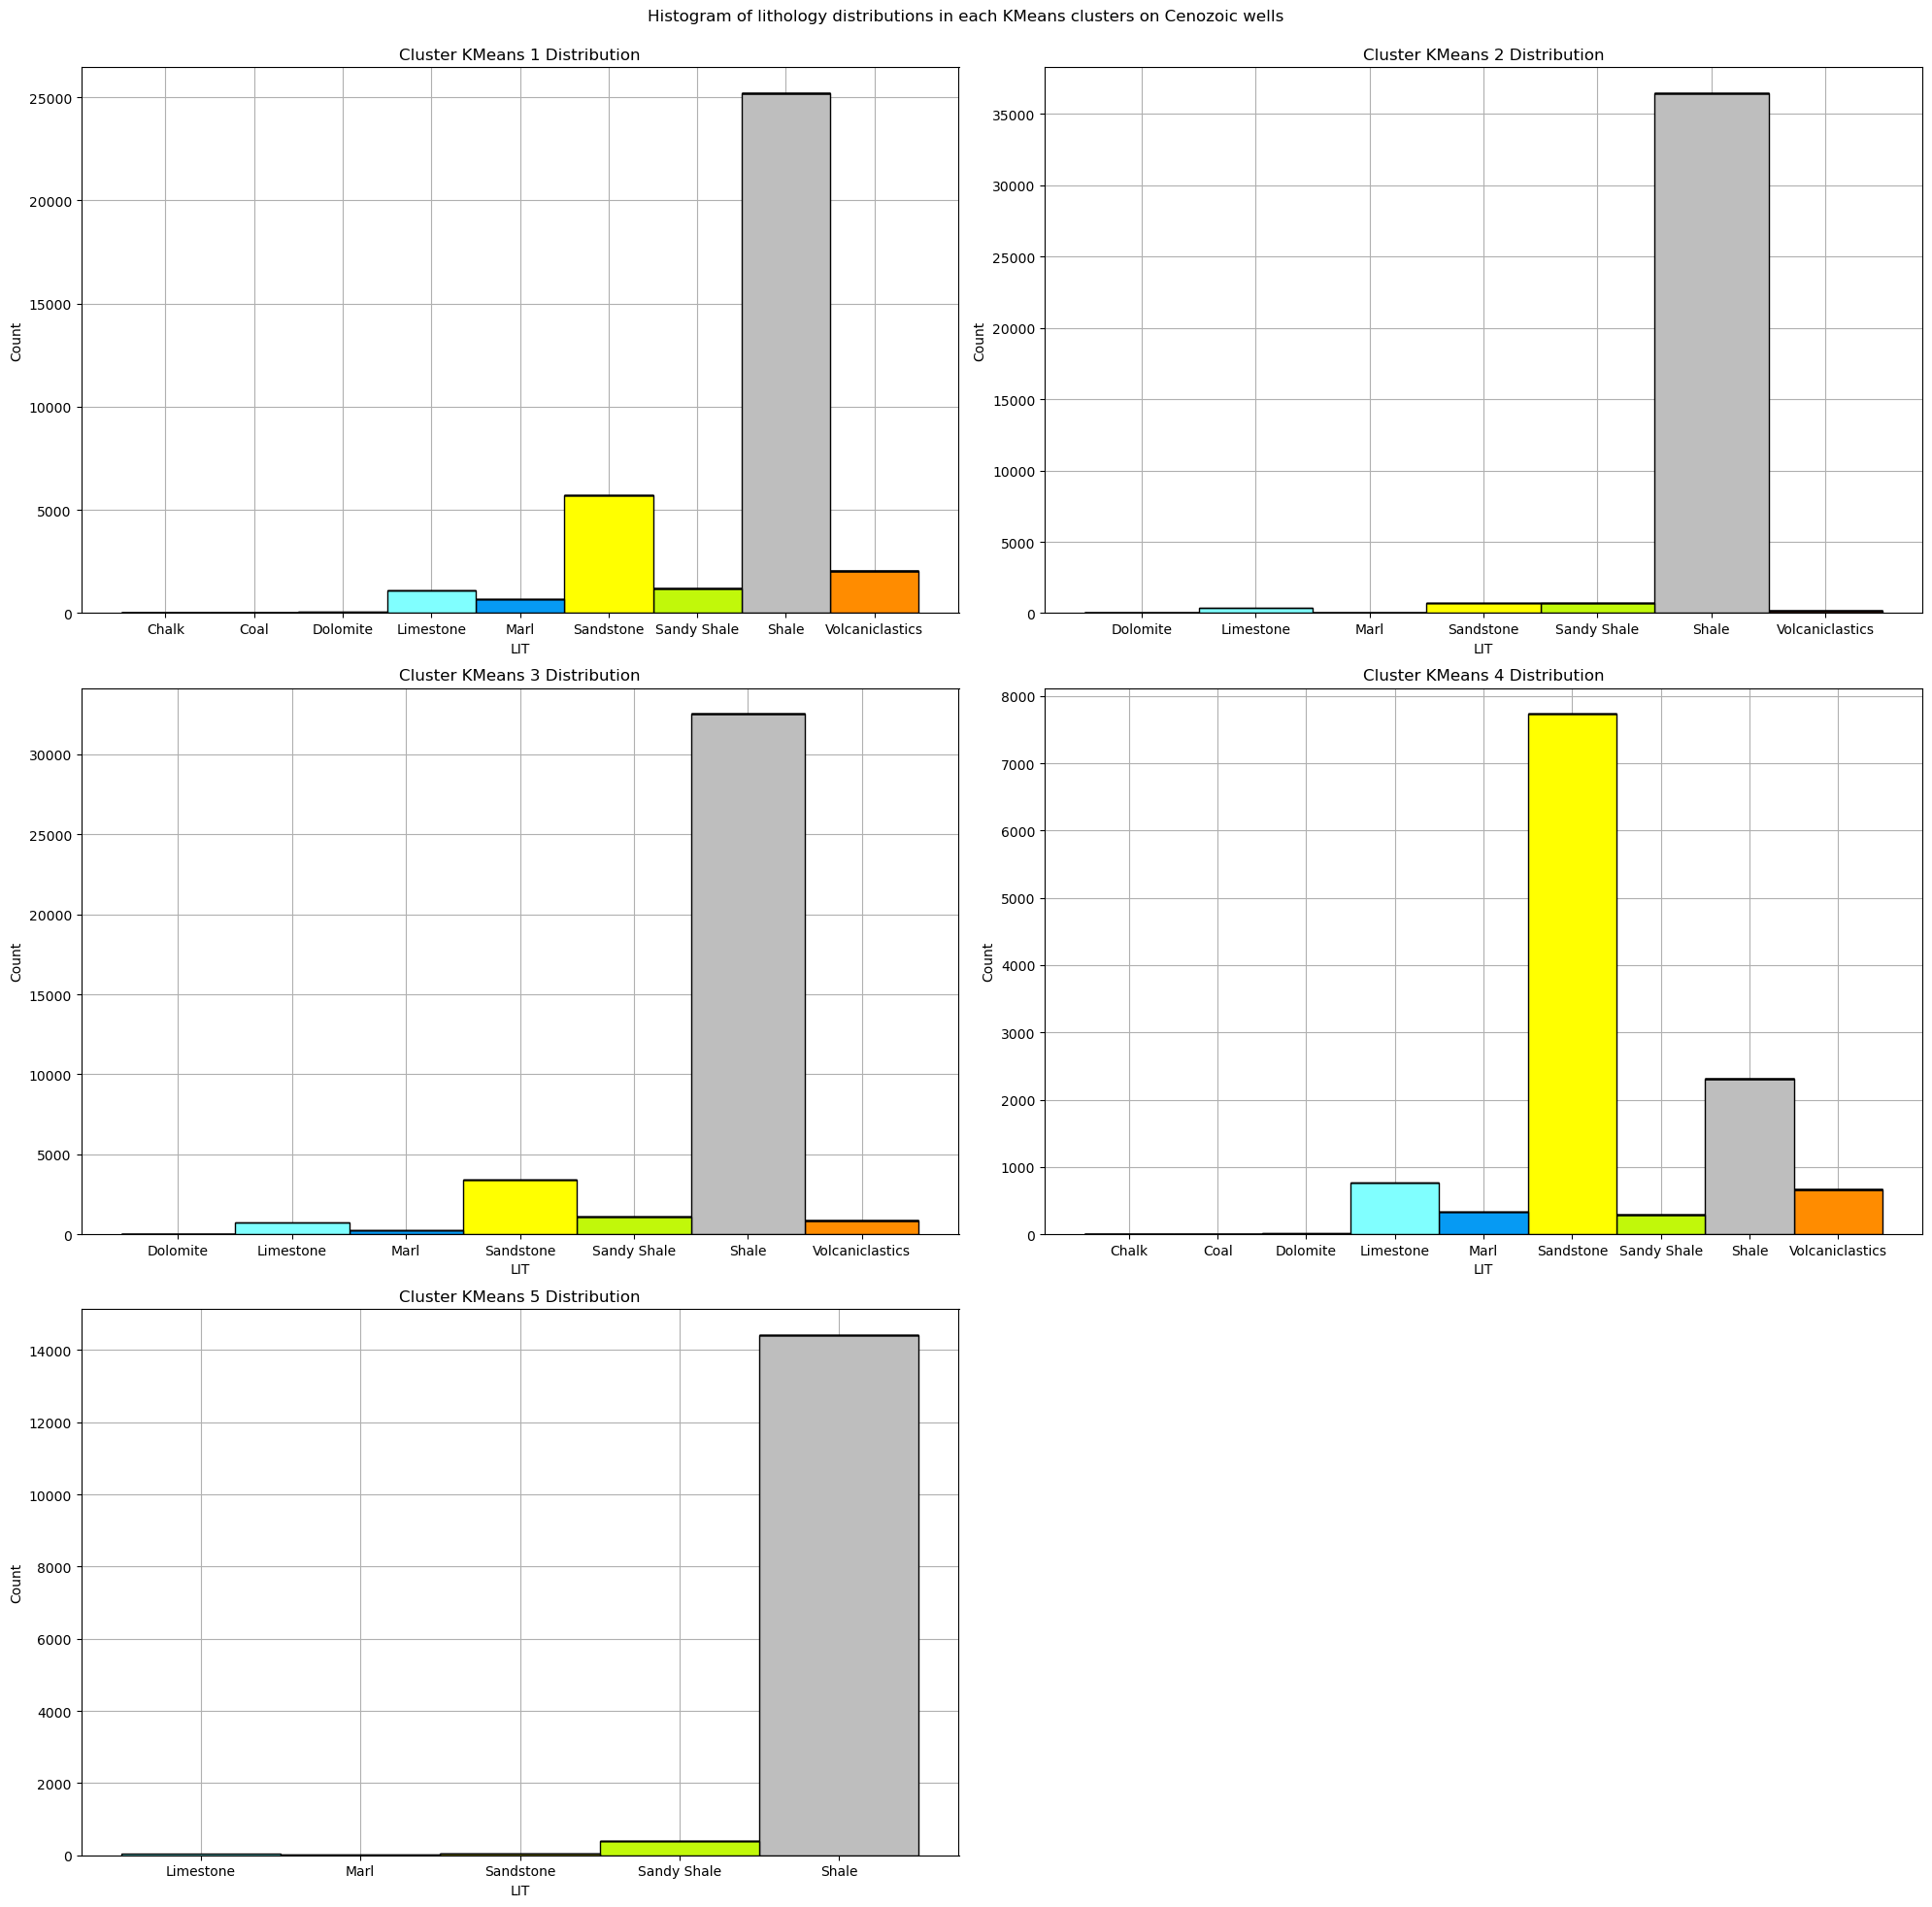 Histogram of lithology distributions in each KMeans clusters on Cenozoic wells
Cluster KMeans 1 Distribution
25000
20000
15000
10000
5000
0
Count
Chalk Coal Dolomite Limestone Marl Sandstone Sandy Shale Shale Volcaniclastics
LIT
Cluster KMeans 2 Distribution
35000
30000
25000
20000
15000
10000
5000
0
Count
Dolomite Limestone Marl Sandstone Sandy Shale Shale Volcaniclastics
LIT
Cluster KMeans 3 Distribution
30000
25000
20000
15000
10000
5000
0
Count
Dolomite Limestone Marl Sandstone Sandy Shale Shale Volcaniclastics
LIT
Cluster KMeans 4 Distribution
8000
7000
6000
5000
4000
3000
2000
1000
0
Count
Chalk Coal Dolomite Limestone Marl Sandstone Sandy Shale Shale Volcaniclastics
LIT
Cluster KMeans 5 Distribution
14000
12000
10000
8000
6000
4000
2000
0
Count
Limestone Marl Sandstone Sandy Shale Shale
LIT